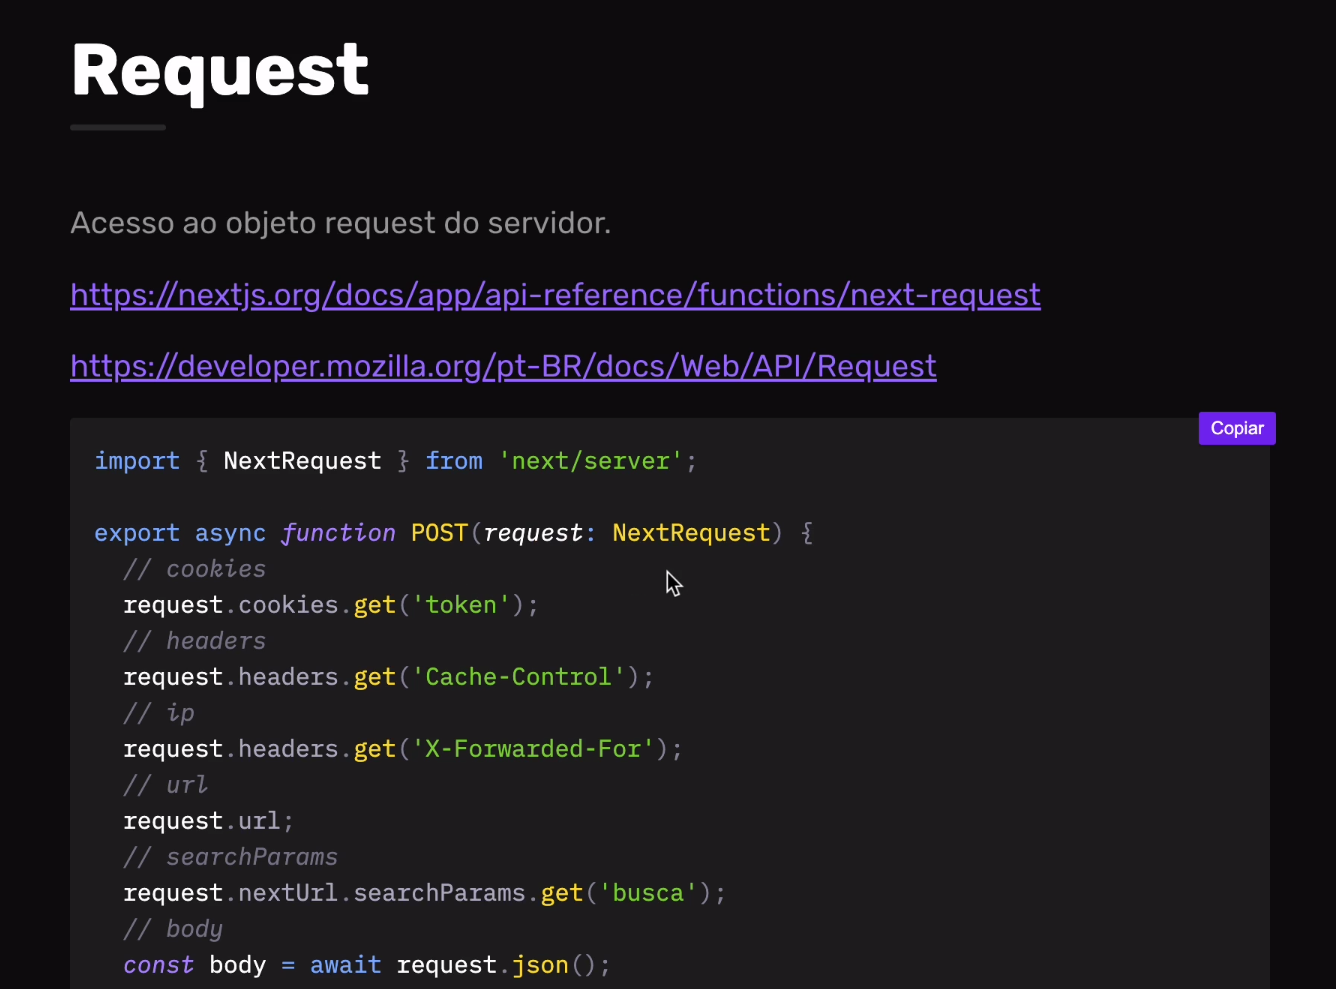 Request
Acesso ao objeto request do servidor.
https://nextjs.org/docs/app/api-reference/functions/next-request
https://developer.mozilla.org/pt-BR/docs/Web/API/Request
Copiar
import { NextRequest } from 'next/server';
export async function POST(request: NextRequest) {
  // cookies
  request.cookies.get('token');
  // headers
  request.headers.get('Cache-Control');
  // ip
  request.headers.get('X-Forwarded-For');
  // url
  request.url;
  // searchParams
  request.nextUrl.searchParams.get('busca');
  // body
  const body = await request.json();